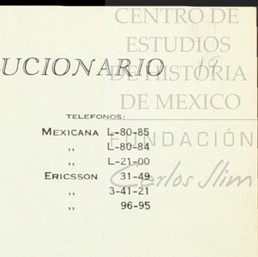 CENTRO DE
ESTUDIOS
UCIONARIO
DE HISTORIA
DE MEXICO
TELEFONOS:
MEXICANA L-80-85
,, L-80-84
,, L-21-00
ERICSSON 31-49
,, 3-41-21
,, 96-95
FUNDACIÓN
Carlos Slim